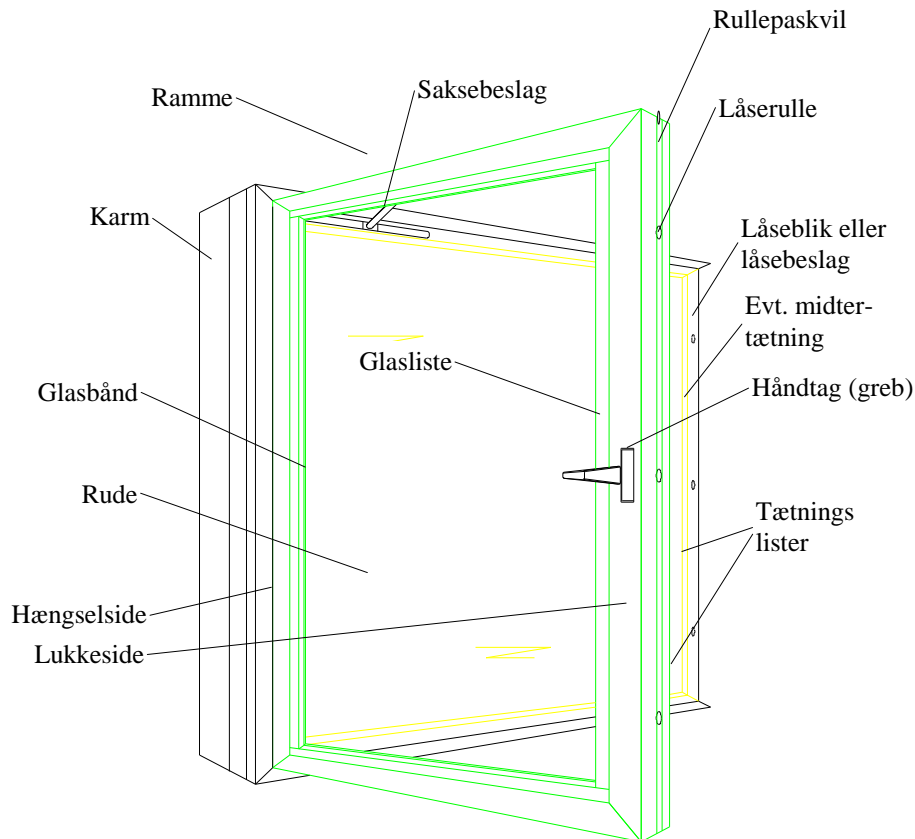 Rullepaskvil
Saksebeslag
Ramme
Låserulle
Karm
Låseblik eller
låsebeslag
Evt. midter-
tætning
Glasliste
Håndtag (greb)
Glasbånd
Rude
Tætnings
lister
Hængselside
Lukkeside